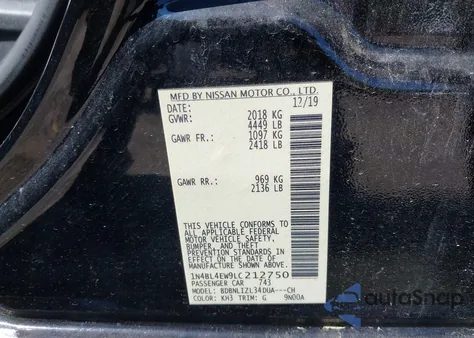 MFD BY NISSAN MOTOR CO., LTD.
DATE: 12/19
GVWR: 2018 KG
4449 LB
GAWR FR.: 1097 KG
2418 LB
GAWR RR.: 969 KG
2136 LB
THIS VEHICLE CONFORMS TO
ALL APPLICABLE FEDERAL
MOTOR VEHICLE SAFETY,
BUMPER, AND THEFT
PREVENTION STANDARDS
IN EFFECT ON THE DATE OF
MANUFACTURE SHOWN ABOVE.
1N4BL4EW9LC212750
PASSENGER CAR 743
MODEL: BDBNLIZL34DUA---CH
COLOR: KH3 TRIM: G 9N0DA
AutoSnap